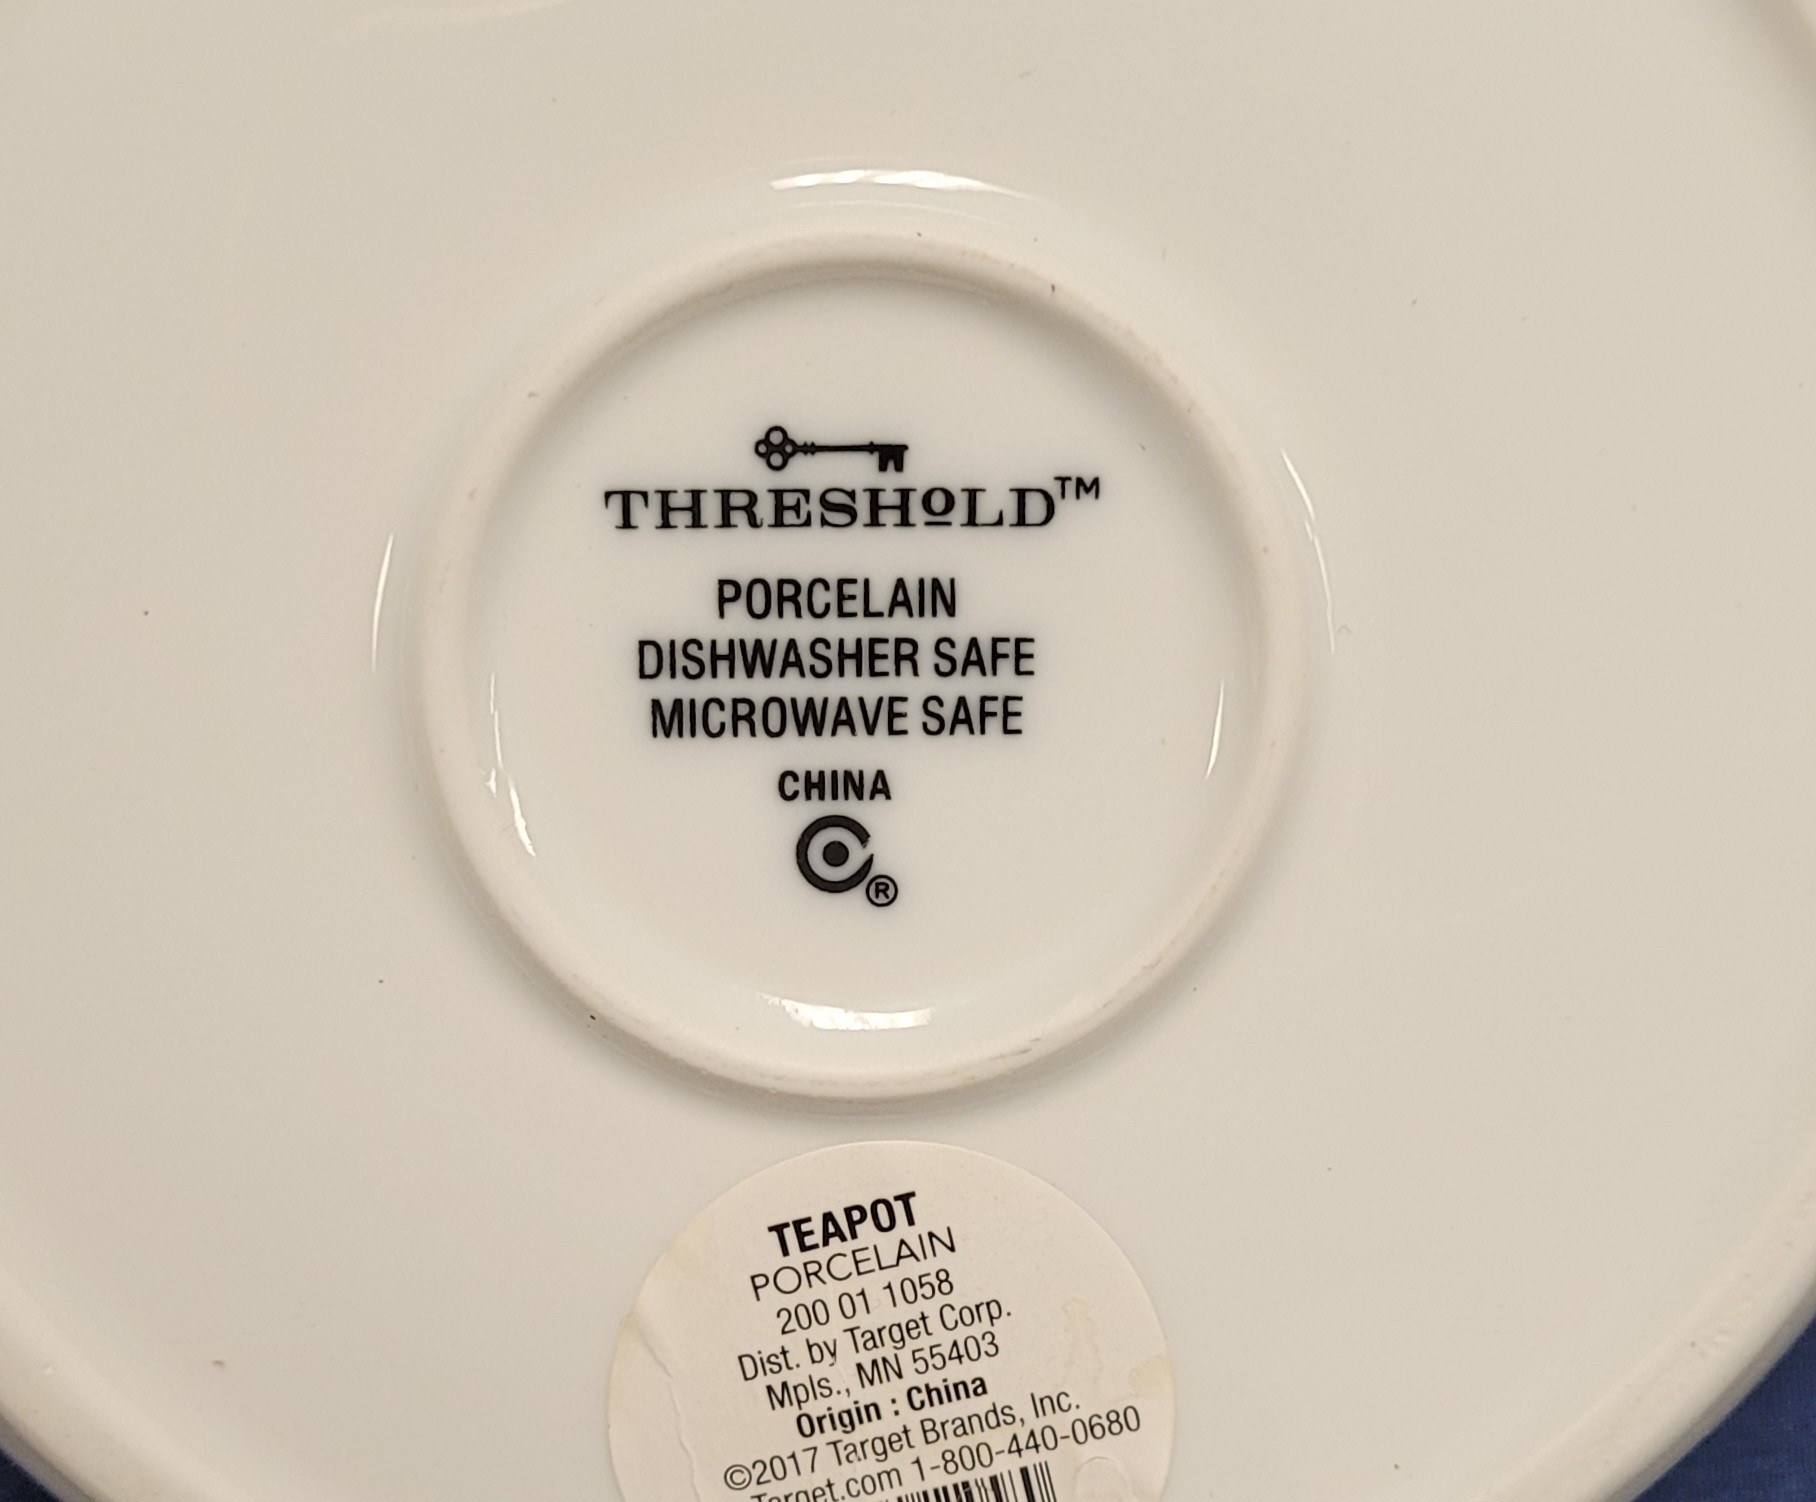 THRESHOLD™
PORCELAIN
DISHWASHER SAFE
MICROWAVE SAFE
CHINA
®
TEAPOT
PORCELAIN
200 01 1058
Dist. by Target Corp.
Mpls., MN 55403
Origin : China
©2017 Target Brands, Inc.
Target.com 1-800-440-0680